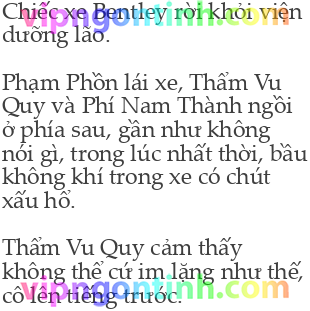 Chiếc xe Bentley rời khỏi viện
dưỡng lão.
Phạm Phồn lái xe, Thẩm Vu
Quy và Phí Nam Thành ngồi
ở phía sau, gần như không
nói gì, trong lúc nhất thời, bầu
không khí trong xe có chút
xấu hổ.
Thẩm Vu Quy cảm thấy
không thể cứ im lặng như thế,
cô lên tiếng trước.
vipngontinh.com
vipngontinh.com